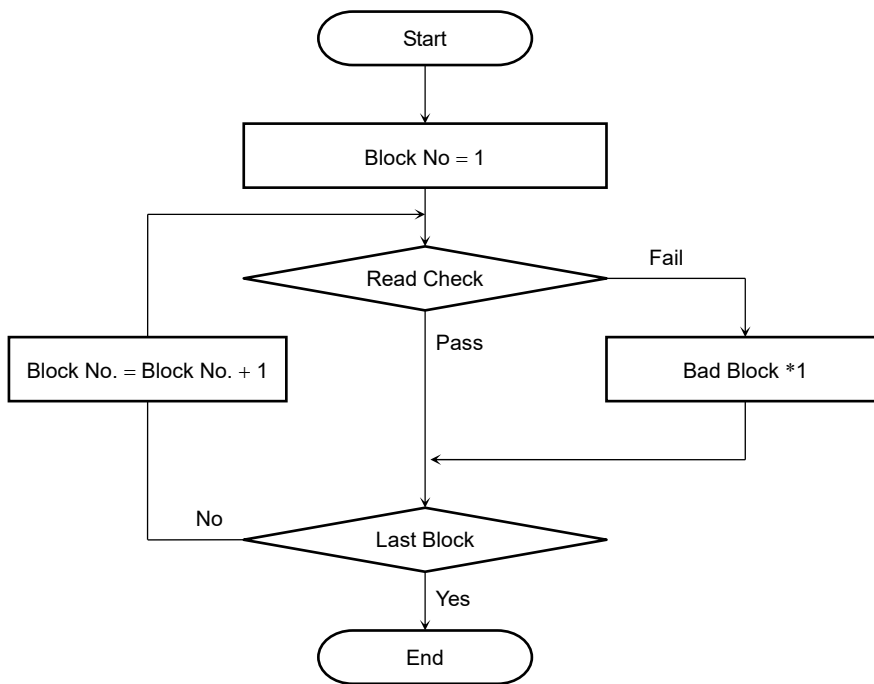 Start
Block No = 1
Read Check
Fail
Pass
Block No. = Block No. + 1
Bad Block *1
No
Last Block
Yes
End